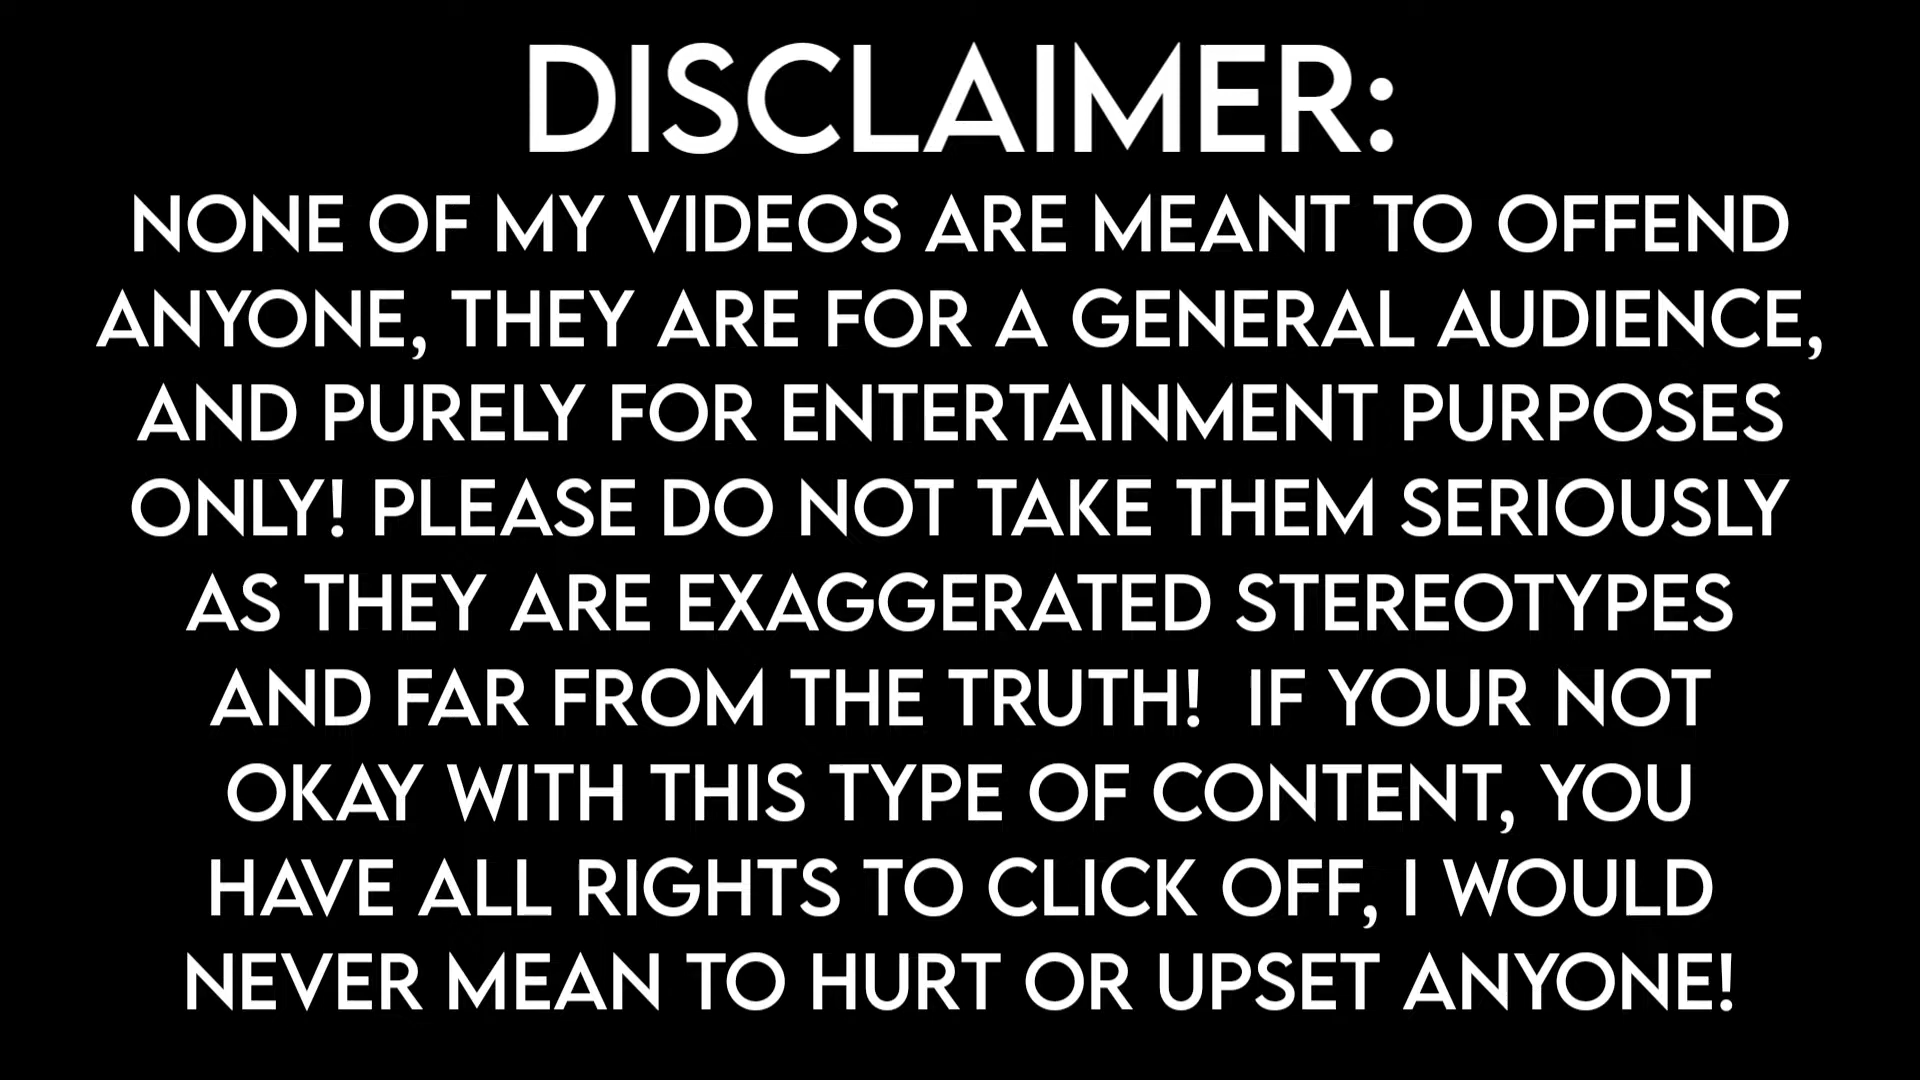 DISCLAIMER:
NONE OF MY VIDEOS ARE MEANT TO OFFEND
ANYONE, THEY ARE FOR A GENERAL AUDIENCE,
AND PURELY FOR ENTERTAINMENT PURPOSES
ONLY! PLEASE DO NOT TAKE THEM SERIOUSLY
AS THEY ARE EXAGGERATED STEREOTYPES
AND FAR FROM THE TRUTH!  IF YOUR NOT
OKAY WITH THIS TYPE OF CONTENT, YOU
HAVE ALL RIGHTS TO CLICK OFF, I WOULD
NEVER MEAN TO HURT OR UPSET ANYONE!